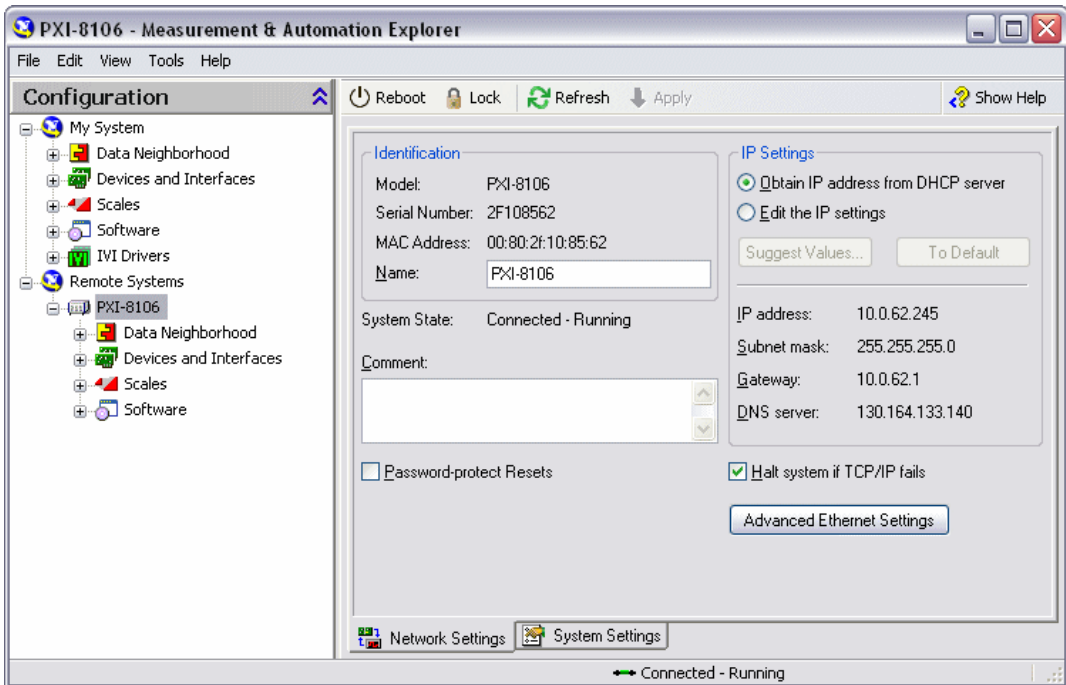 PXI-8106 - Measurement & Automation Explorer
File Edit View Tools Help
Configuration
Reboot Lock Refresh Apply Show Help
My System
Data Neighborhood
Devices and Interfaces
Scales
Software
IVI Drivers
Remote Systems
PXI-8106
Data Neighborhood
Devices and Interfaces
Scales
Software
Identification
Model: PXI-8106
Serial Number: 2F108562
MAC Address: 00:80:2f:10:85:62
Name: PXI-8106
System State: Connected - Running
Comment:
Password-protect Resets
IP Settings
Obtain IP address from DHCP server
Edit the IP settings
Suggest Values... To Default
IP address: 10.0.62.245
Subnet mask: 255.255.255.0
Gateway: 10.0.62.1
DNS server: 130.164.133.140
Halt system if TCP/IP fails
Advanced Ethernet Settings
Network Settings System Settings
Connected - Running